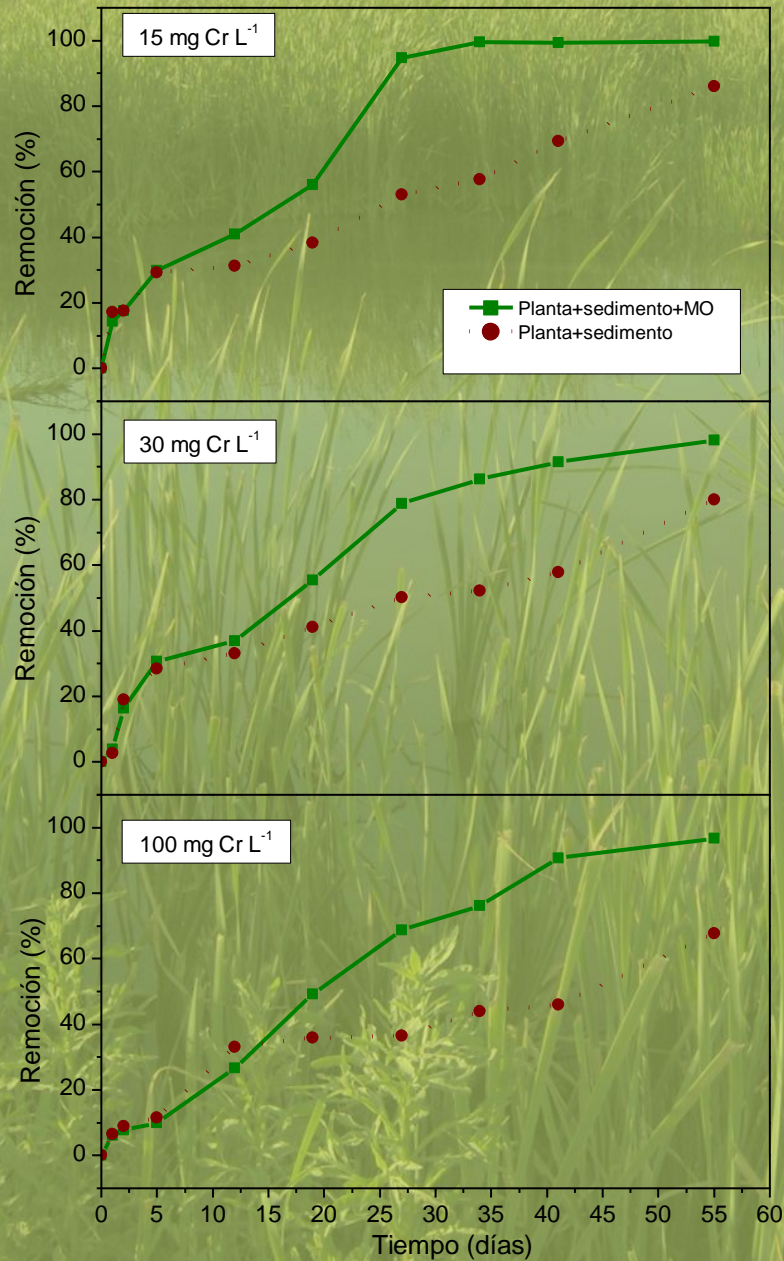 15 mg Cr L-1
100
80
60
40
20
0
Remoción (%)
Planta+sedimento+MO
Planta+sedimento
30 mg Cr L-1
100
80
60
40
20
0
Remoción (%)
100 mg Cr L-1
100
80
60
40
20
0
Remoción (%)
0 5 10 15 20 25 30 35 40 45 50 55 60
Tiempo (días)